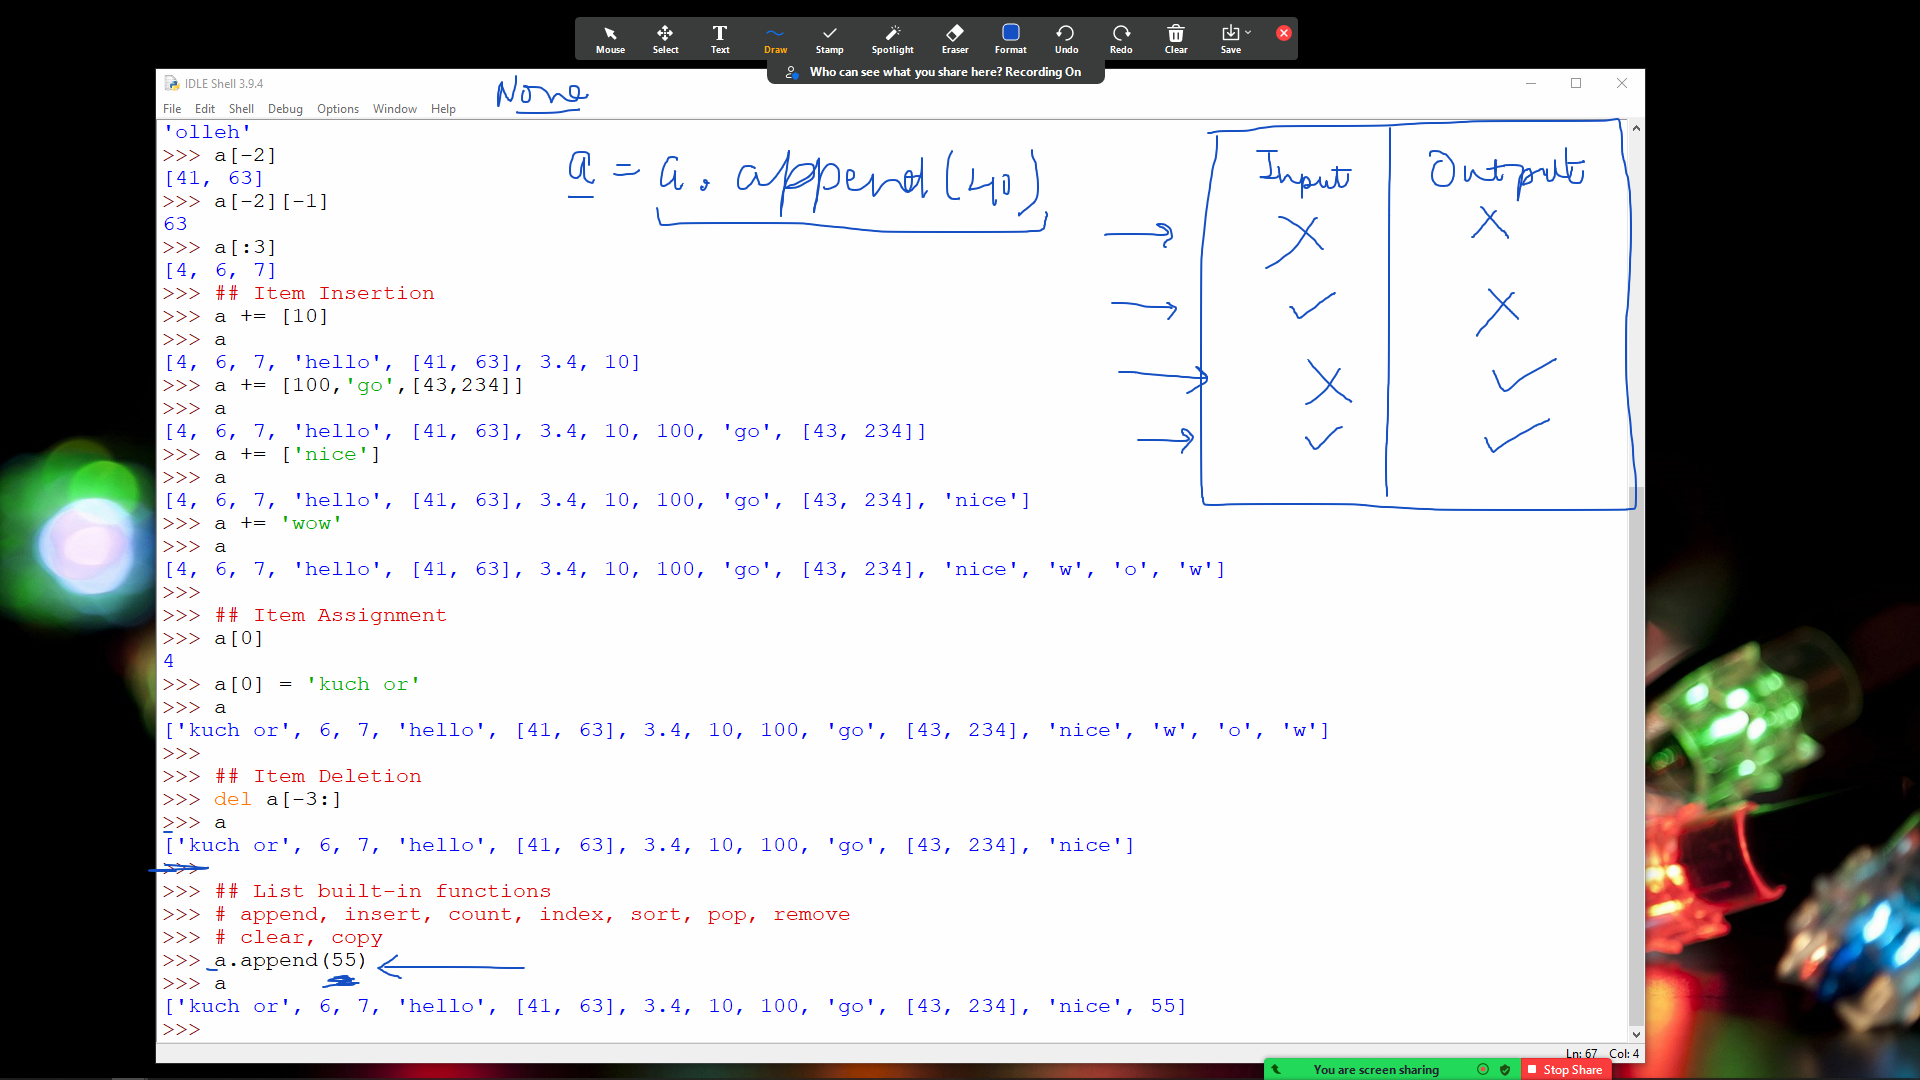 Mouse Select Text Draw Stamp Spotlight Eraser Format Undo Redo Clear Save
Who can see what you share here? Recording On
IDLE Shell 3.9.4
None
File Edit Shell Debug Options Window Help
'olleh'
>>> a[-2]
[41, 63]
>>> a[-2][-1]
63
>>> a[:3]
[4, 6, 7]
>>> ## Item Insertion
>>> a += [10]
>>> a
[4, 6, 7, 'hello', [41, 63], 3.4, 10]
>>> a += [100,'go',[43,234]]
>>> a
[4, 6, 7, 'hello', [41, 63], 3.4, 10, 100, 'go', [43, 234]]
>>> a += ['nice']
>>> a
[4, 6, 7, 'hello', [41, 63], 3.4, 10, 100, 'go', [43, 234], 'nice']
>>> a += 'wow'
>>> a
[4, 6, 7, 'hello', [41, 63], 3.4, 10, 100, 'go', [43, 234], 'nice', 'w', 'o', 'w']
>>>
>>> ## Item Assignment
>>> a[0]
4
>>> a[0] = 'kuch or'
>>> a
['kuch or', 6, 7, 'hello', [41, 63], 3.4, 10, 100, 'go', [43, 234], 'nice', 'w', 'o', 'w']
>>>
>>> ## Item Deletion
>>> del a[-3:]
>>> a
['kuch or', 6, 7, 'hello', [41, 63], 3.4, 10, 100, 'go', [43, 234], 'nice']
>>>
>>> ## List built-in functions
>>> # append, insert, count, index, sort, pop, remove
>>> # clear, copy
>>> a.append(55)
>>> a
['kuch or', 6, 7, 'hello', [41, 63], 3.4, 10, 100, 'go', [43, 234], 'nice', 55]
>>>
a = a. append(40)
Input Output
Ln: 67 Col: 4
You are screen sharing Stop Share